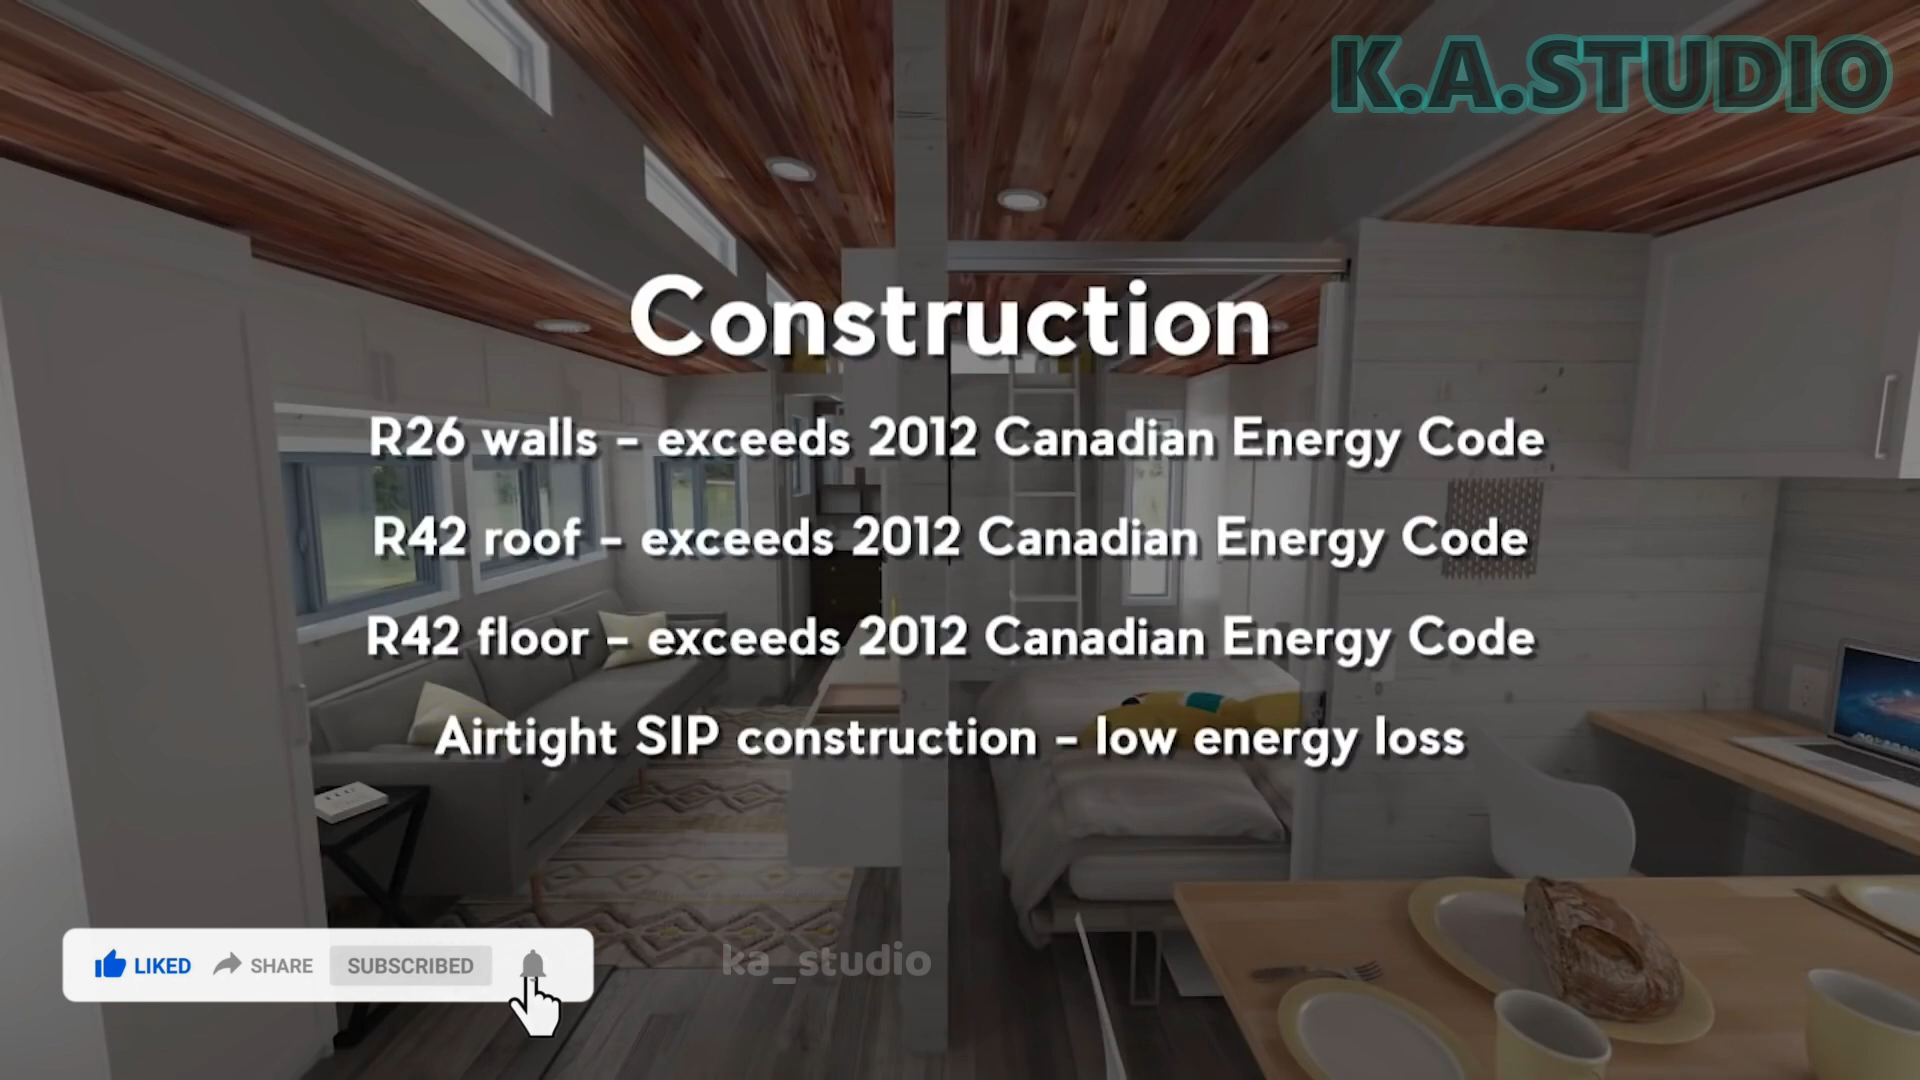 K.A.STUDIO
Construction
R26 walls - exceeds 2012 Canadian Energy Code
R42 roof - exceeds 2012 Canadian Energy Code
R42 floor - exceeds 2012 Canadian Energy Code
Airtight SIP construction - low energy loss
LIKED SHARE SUBSCRIBED
ka_studio